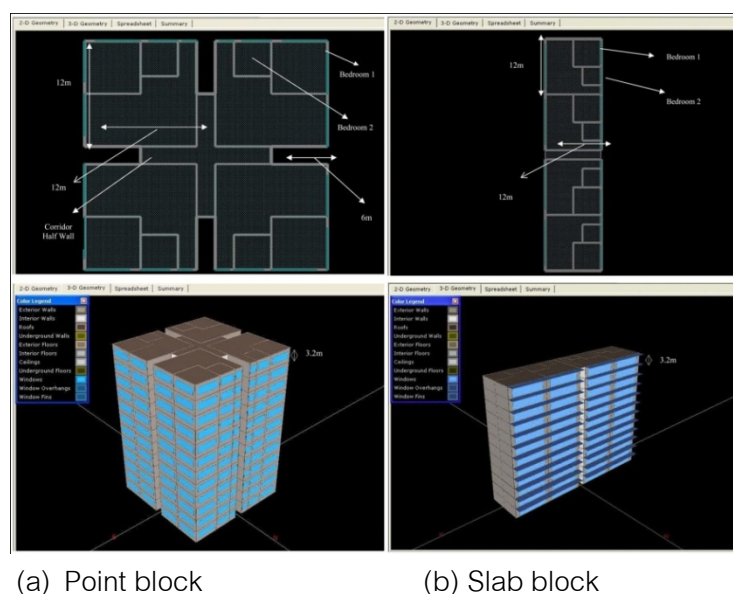 2-D Geometry 3-D Geometry Spreadsheet Summary
12m
Bedroom 1
Bedroom 2
12m
6m
Corridor
Half Wall
2-D Geometry 3-D Geometry Spreadsheet Summary
12m
Bedroom 1
Bedroom 2
12m
2-D Geometry 3-D Geometry Spreadsheet Summary
Color Legend
Exterior Walls
Interior Walls
Roofs
Underground Walls
Exterior Floors
Interior Floors
Ceilings
Underground Floors
Windows
Window Overhangs
Window Fins
3.2m
2-D Geometry 3-D Geometry Spreadsheet Summary
Color Legend
Exterior Walls
Interior Walls
Roofs
Underground Walls
Exterior Floors
Interior Floors
Ceilings
Underground Floors
Windows
Window Overhangs
Window Fins
3.2m
(a) Point block
(b) Slab block